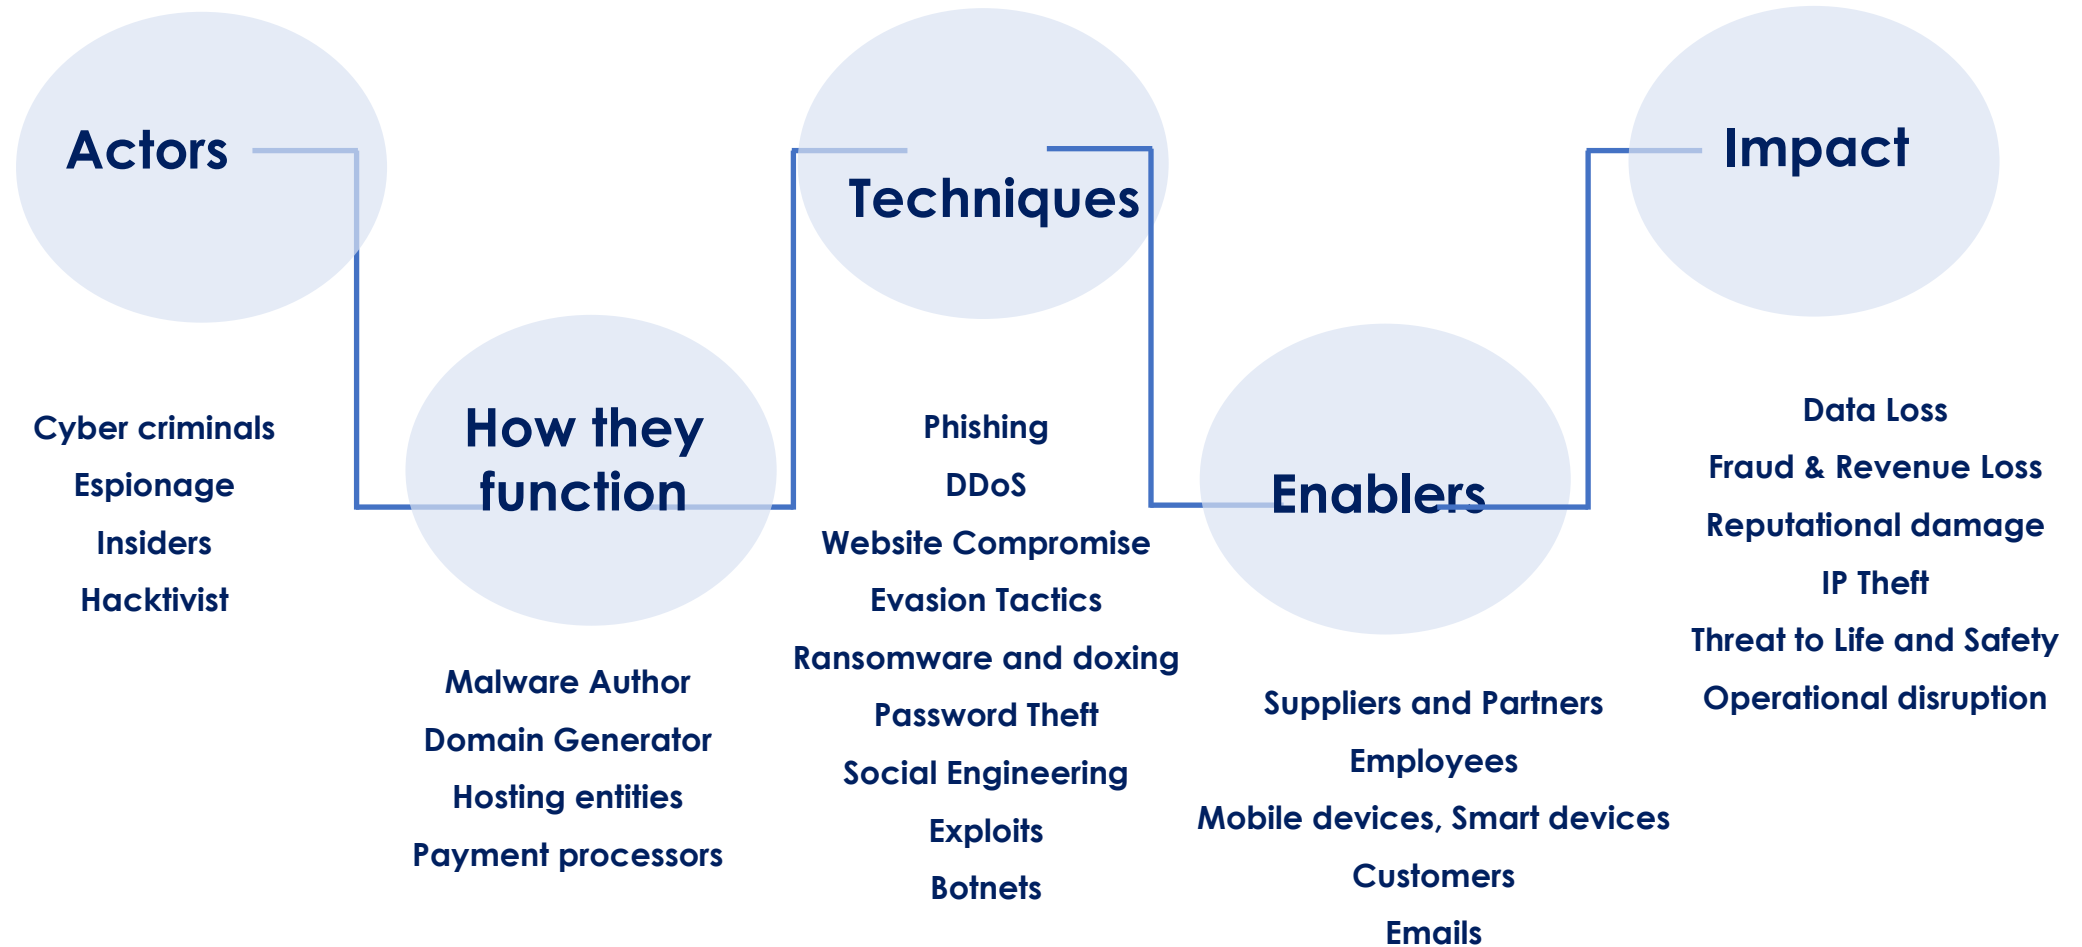 Actors
Cyber criminals
Espionage
Insiders
Hacktivist
How they
function
Malware Author
Domain Generator
Hosting entities
Payment processors
Techniques
Phishing
DDoS
Website Compromise
Evasion Tactics
Ransomware and doxing
Password Theft
Social Engineering
Exploits
Botnets
Enablers
Suppliers and Partners
Employees
Mobile devices, Smart devices
Customers
Emails
Impact
Data Loss
Fraud & Revenue Loss
Reputational damage
IP Theft
Threat to Life and Safety
Operational disruption